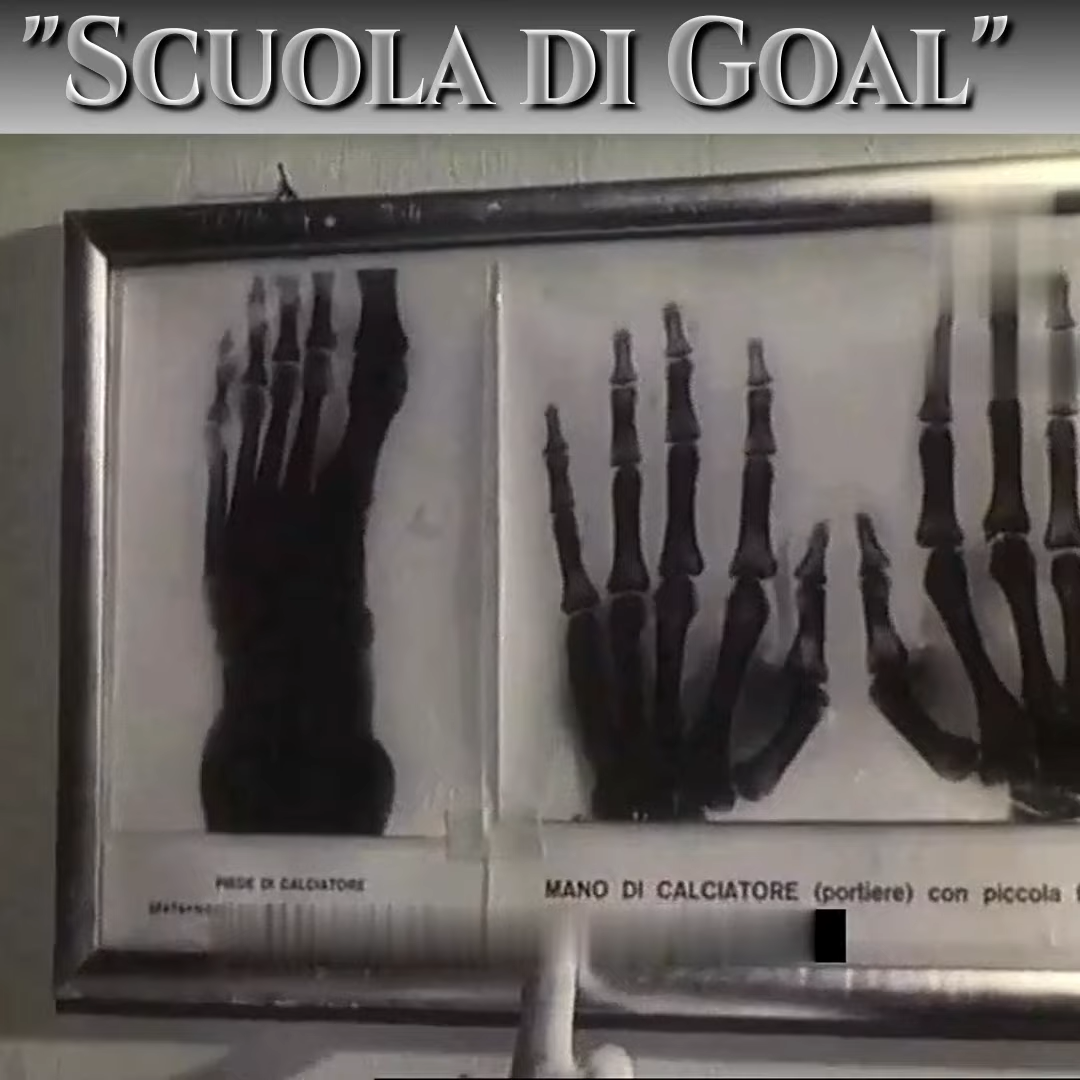 "SCUOLA DI GOAL"
PIEDE DI CALCIATORE
MANO DI CALCIATORE (portiere) con piccola